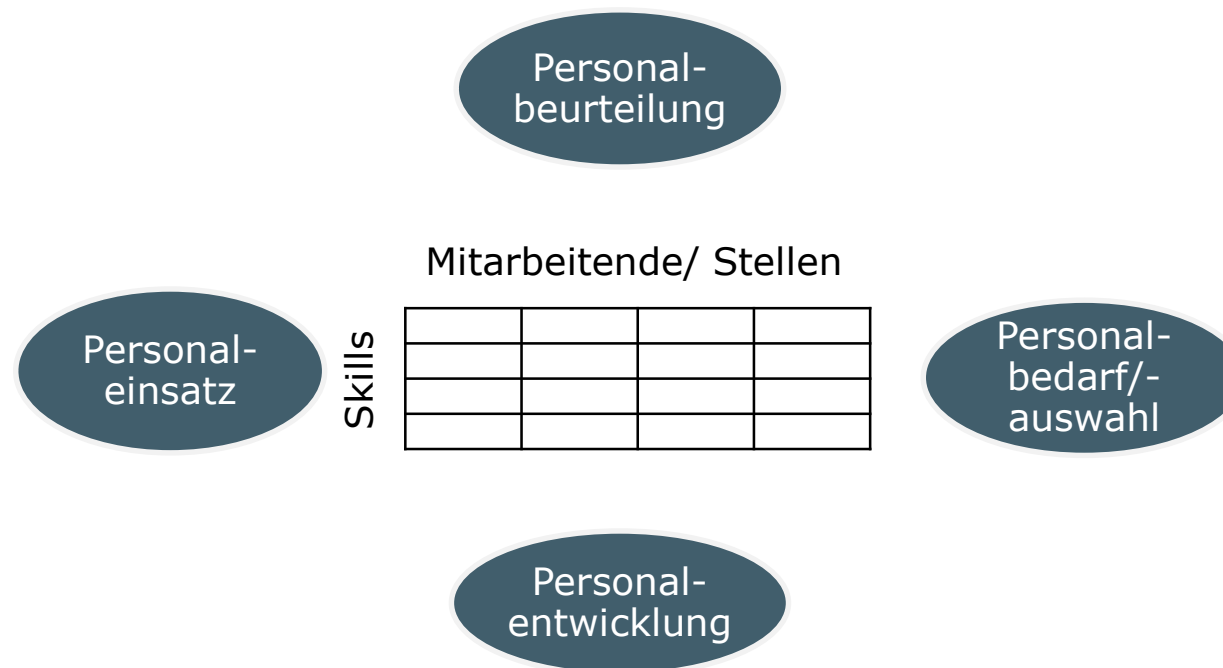 Personal-
beurteilung
Mitarbeitende/ Stellen
Personal-
einsatz
Skills
Personal-
bedarf/-
auswahl
Personal-
entwicklung